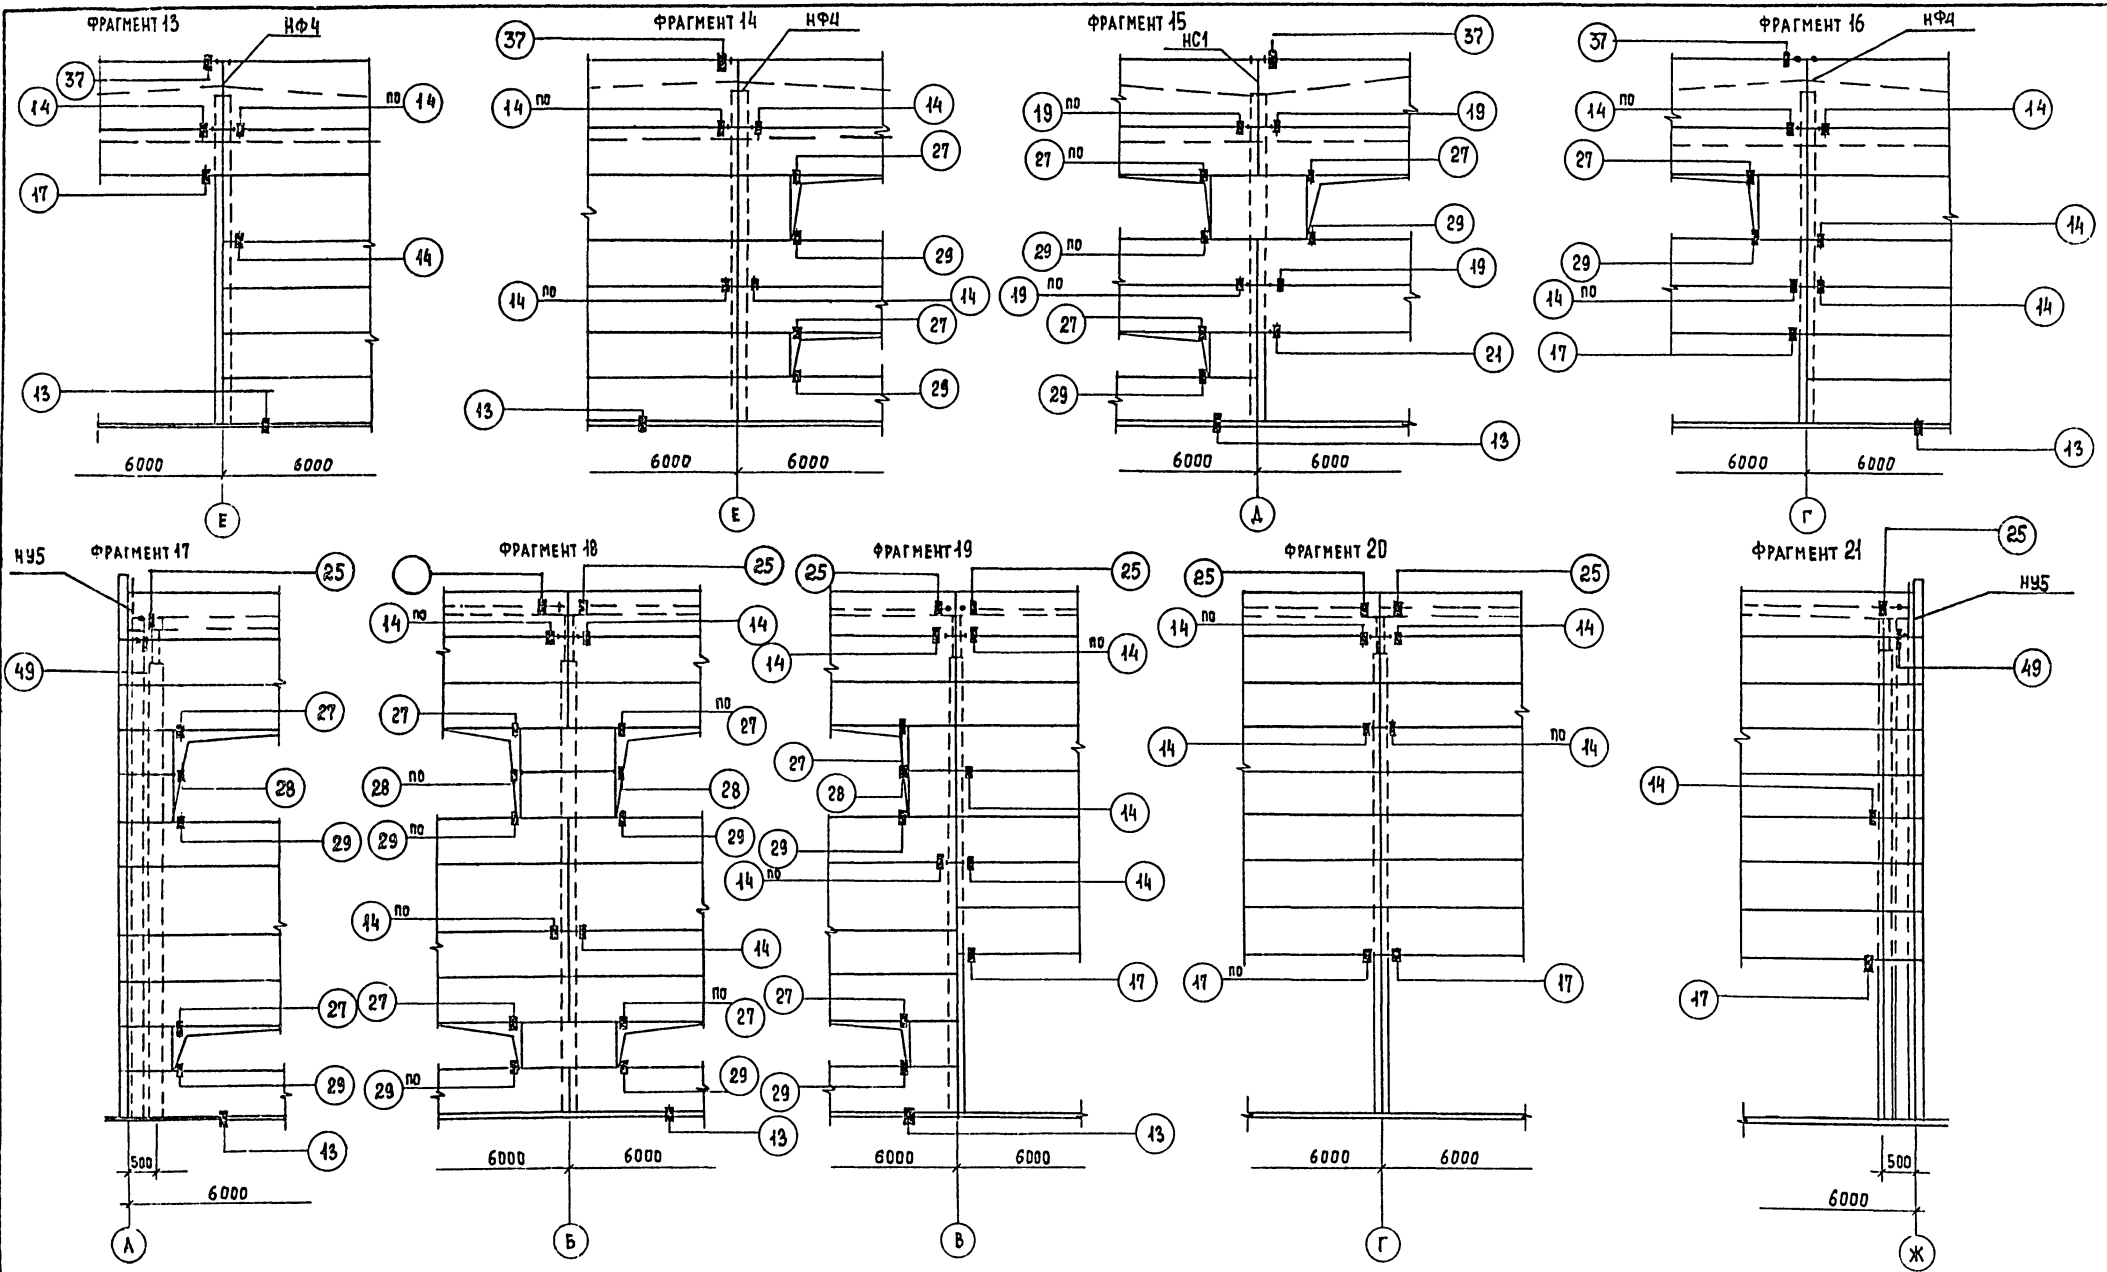 ФРАГМЕНТ 13
НФ4
37
14
по 14
17
14
13
6000 6000
Е
ФРАГМЕНТ 14
НФ4
37
14 по
14
27
29
14 по
14
27
29
13
6000 6000
Е
ФРАГМЕНТ 15
НС1
37
19 по
19
27 по
27
29
29 по
19
19 по
27
21
29
13
6000 6000
Д
ФРАГМЕНТ 16
НФ4
37
14 по
14
27
14
29
14 по
14
17
13
6000 6000
Г
ФРАГМЕНТ 17
НУ5
25
49
27
28
29
27
29
13
500
6000
А
ФРАГМЕНТ 18
25
14 по
14
27
по 27
28 по
28
29 по
29
14 по
14
27
по 27
29 по
29
13
6000 6000
Б
ФРАГМЕНТ 19
25
25
14
по 14
27
28
14
29
14 по
14
17
27
29
13
6000 6000
В
ФРАГМЕНТ 20
25
25
14 по
14
14
по 14
17 по
17
6000 6000
Г
ФРАГМЕНТ 21
25
НУ5
49
14
17
500
6000
Ж